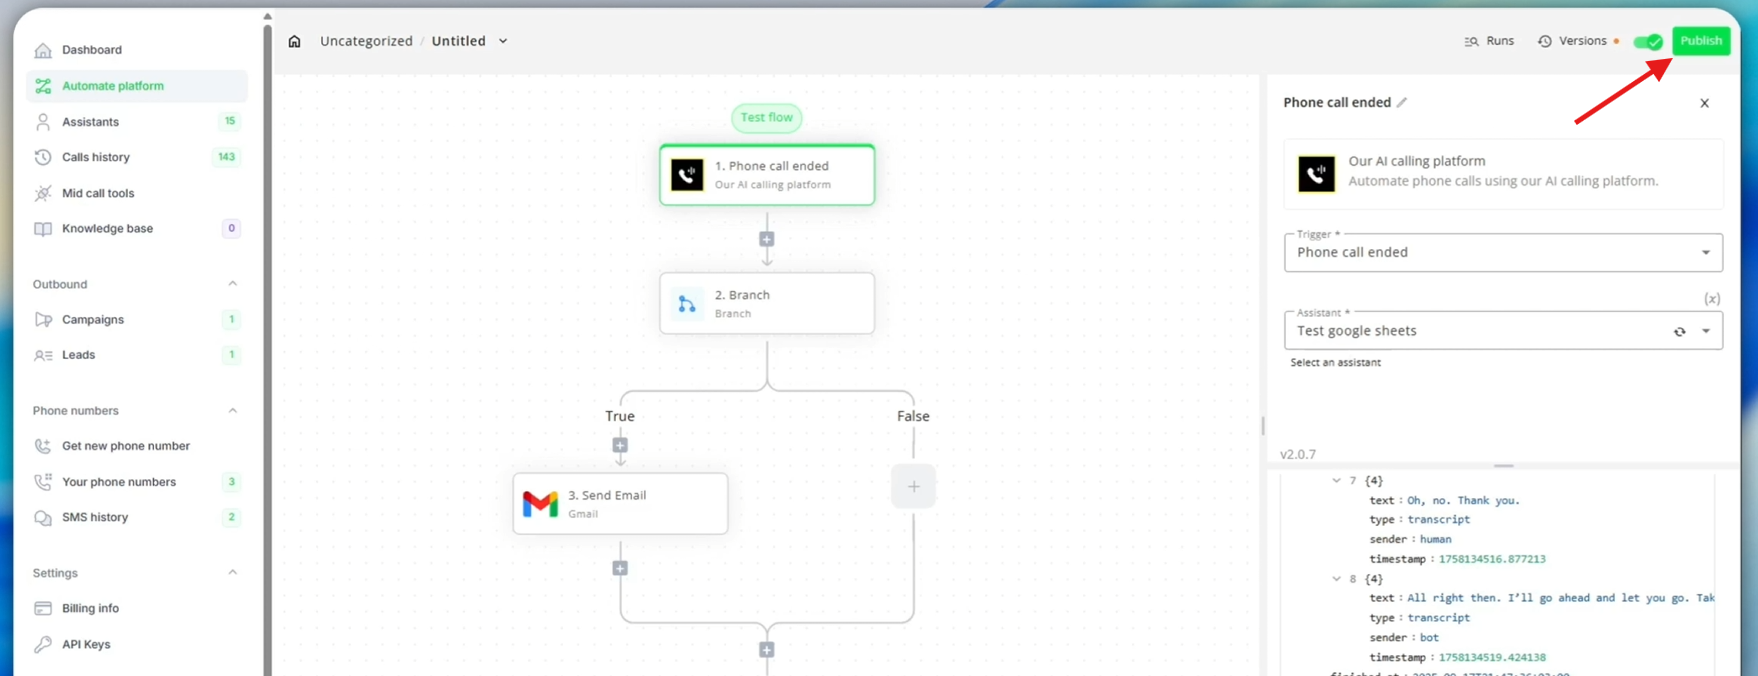 Dashboard
Automate platform
Assistants 15
Calls history 143
Mid call tools
Knowledge base 0
Outbound
Campaigns 1
Leads 1
Phone numbers
Get new phone number
Your phone numbers 3
SMS history 2
Settings
Billing info
API Keys
Uncategorized / Untitled
Runs
Versions
Publish
Test flow
1. Phone call ended
Our AI calling platform
2. Branch
Branch
True
False
3. Send Email
Gmail
Phone call ended
Our AI calling platform
Automate phone calls using our AI calling platform.
Trigger *
Phone call ended
(x)
Assistant *
Test google sheets
Select an assistant
v2.0.7
7 {4}
text : Oh, no. Thank you.
type : transcript
sender : human
timestamp : 1758134516.877213
8 {4}
text : All right then. I'll go ahead and let you go. Tak
type : transcript
sender : bot
timestamp : 1758134519.424138